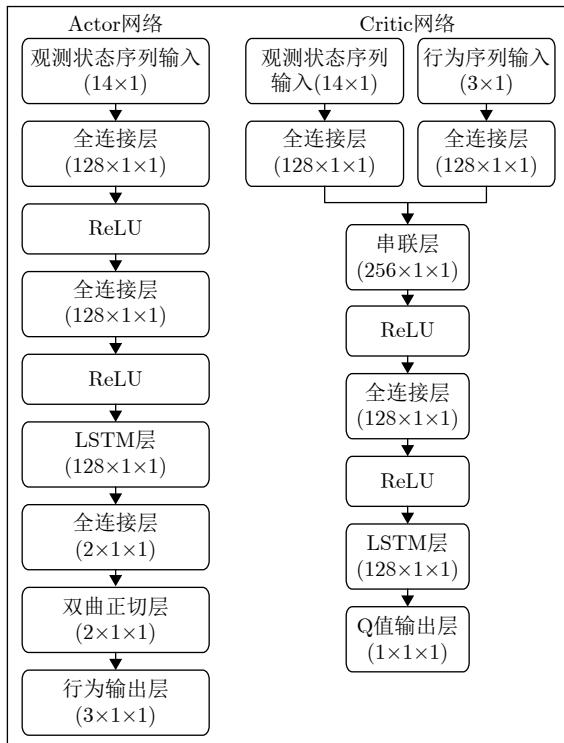 Actor网络
观测状态序列输入
(14×1)
全连接层
(128×1×1)
ReLU
全连接层
(128×1×1)
ReLU
LSTM层
(128×1×1)
全连接层
(2×1×1)
双曲正切层
(2×1×1)
行为输出层
(3×1×1)
Critic网络
观测状态序列
输入(14×1)
全连接层
(128×1×1)
行为序列输入
(3×1)
全连接层
(128×1×1)
串联层
(256×1×1)
ReLU
全连接层
(128×1×1)
ReLU
LSTM层
(128×1×1)
Q值输出层
(1×1×1)